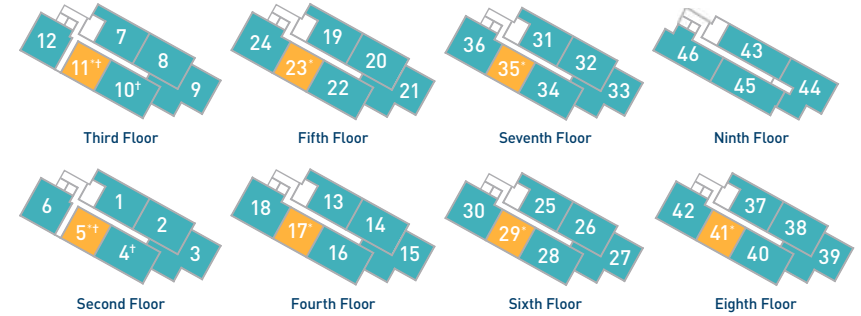 12 7 8 11*† 10† 9
Third Floor
24 19 20 23* 22 21
Fifth Floor
36 31 32 35* 34 33
Seventh Floor
46 43 45 44
Ninth Floor
6 1 2 5*† 4† 3
Second Floor
18 13 14 17* 16 15
Fourth Floor
30 25 26 29* 28 27
Sixth Floor
42 37 38 41* 40 39
Eighth Floor